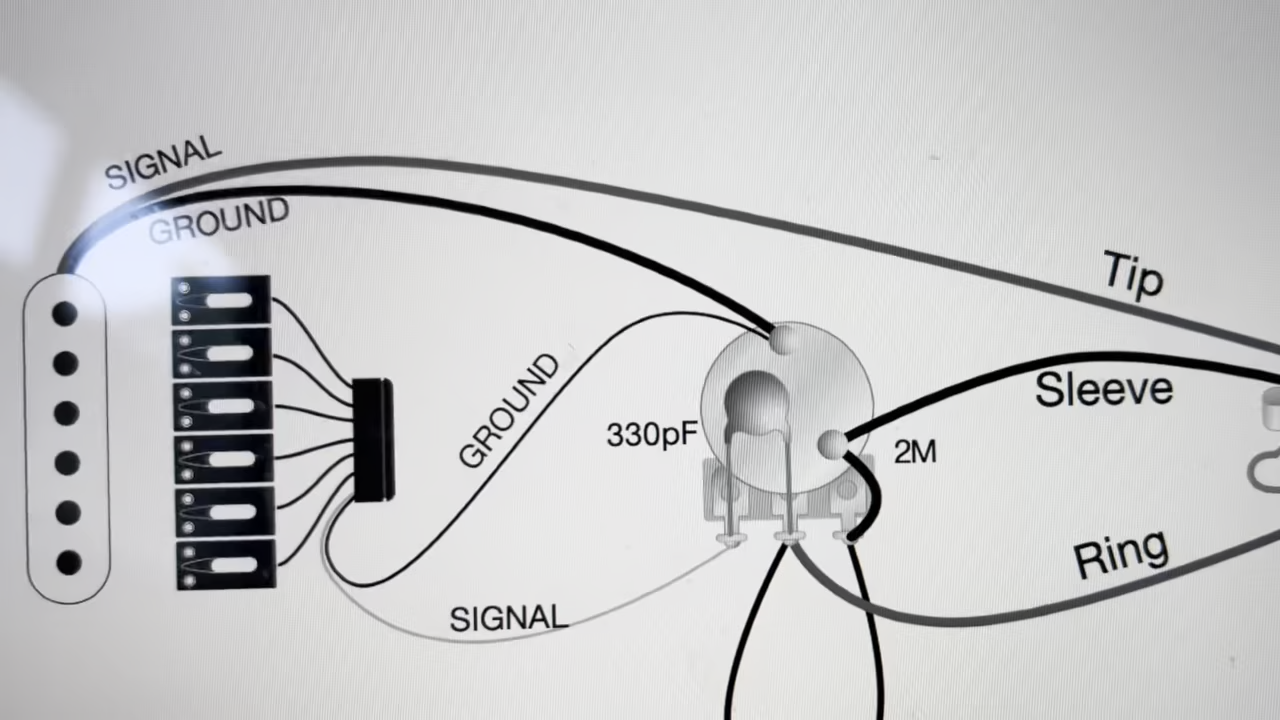 SIGNAL
GROUND
Tip
Sleeve
GROUND
330pF
2M
Ring
SIGNAL